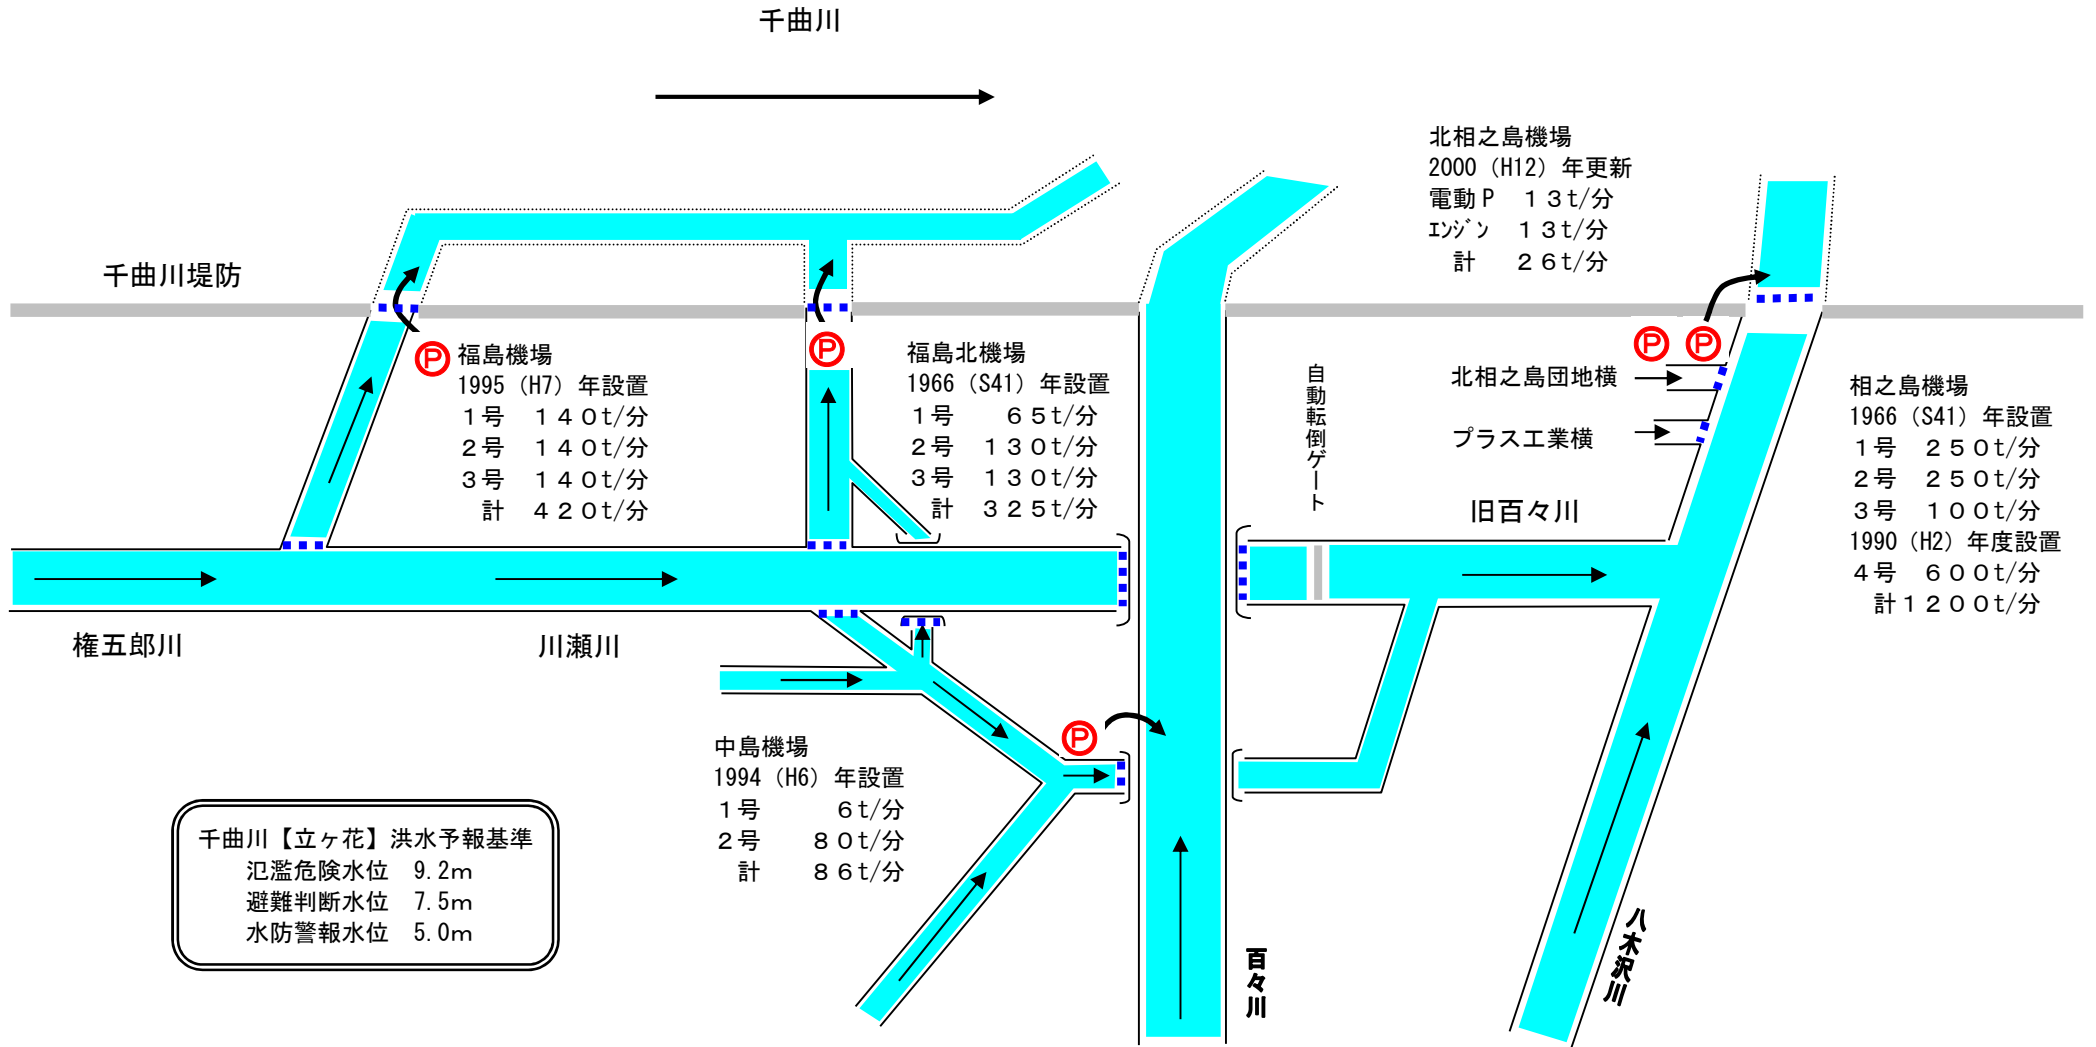 千曲川
北相之島機場
2000（H12）年更新
電動P　１３t/分
ｴﾝｼﾞﾝ　１３t/分
計　２６t/分
千曲川堤防
Ⓟ
福島機場
1995（H7）年設置
１号　１４０t/分
２号　１４０t/分
３号　１４０t/分
計　４２０t/分
Ⓟ
福島北機場
1966（S41）年設置
１号　６５t/分
２号　１３０t/分
３号　１３０t/分
計　３２５t/分
自動転倒ゲート
Ⓟ Ⓟ
北相之島団地横
プラス工業横
旧百々川
相之島機場
1966（S41）年設置
１号　２５０t/分
２号　２５０t/分
３号　１００t/分
1990（H2）年度設置
４号　６００t/分
計１２００t/分
権五郎川
川瀬川
Ⓟ
中島機場
1994（H6）年設置
１号　６t/分
２号　８０t/分
計　８６t/分
千曲川【立ヶ花】洪水予報基準
氾濫危険水位　9.2m
避難判断水位　7.5m
水防警報水位　5.0m
百々川
八木沢川